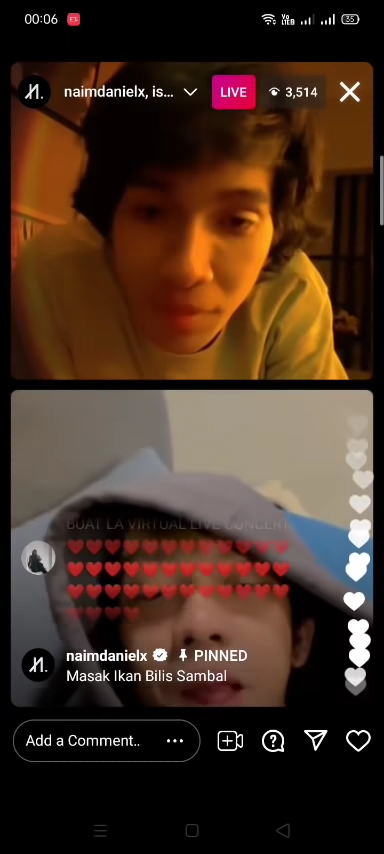 00:06
35
naimdanielx, is...
LIVE
3,514
BUAT LA VIRTUAL LIVE CONCERT
naimdanielx PINNED
Masak Ikan Bilis Sambal
Add a Comment..